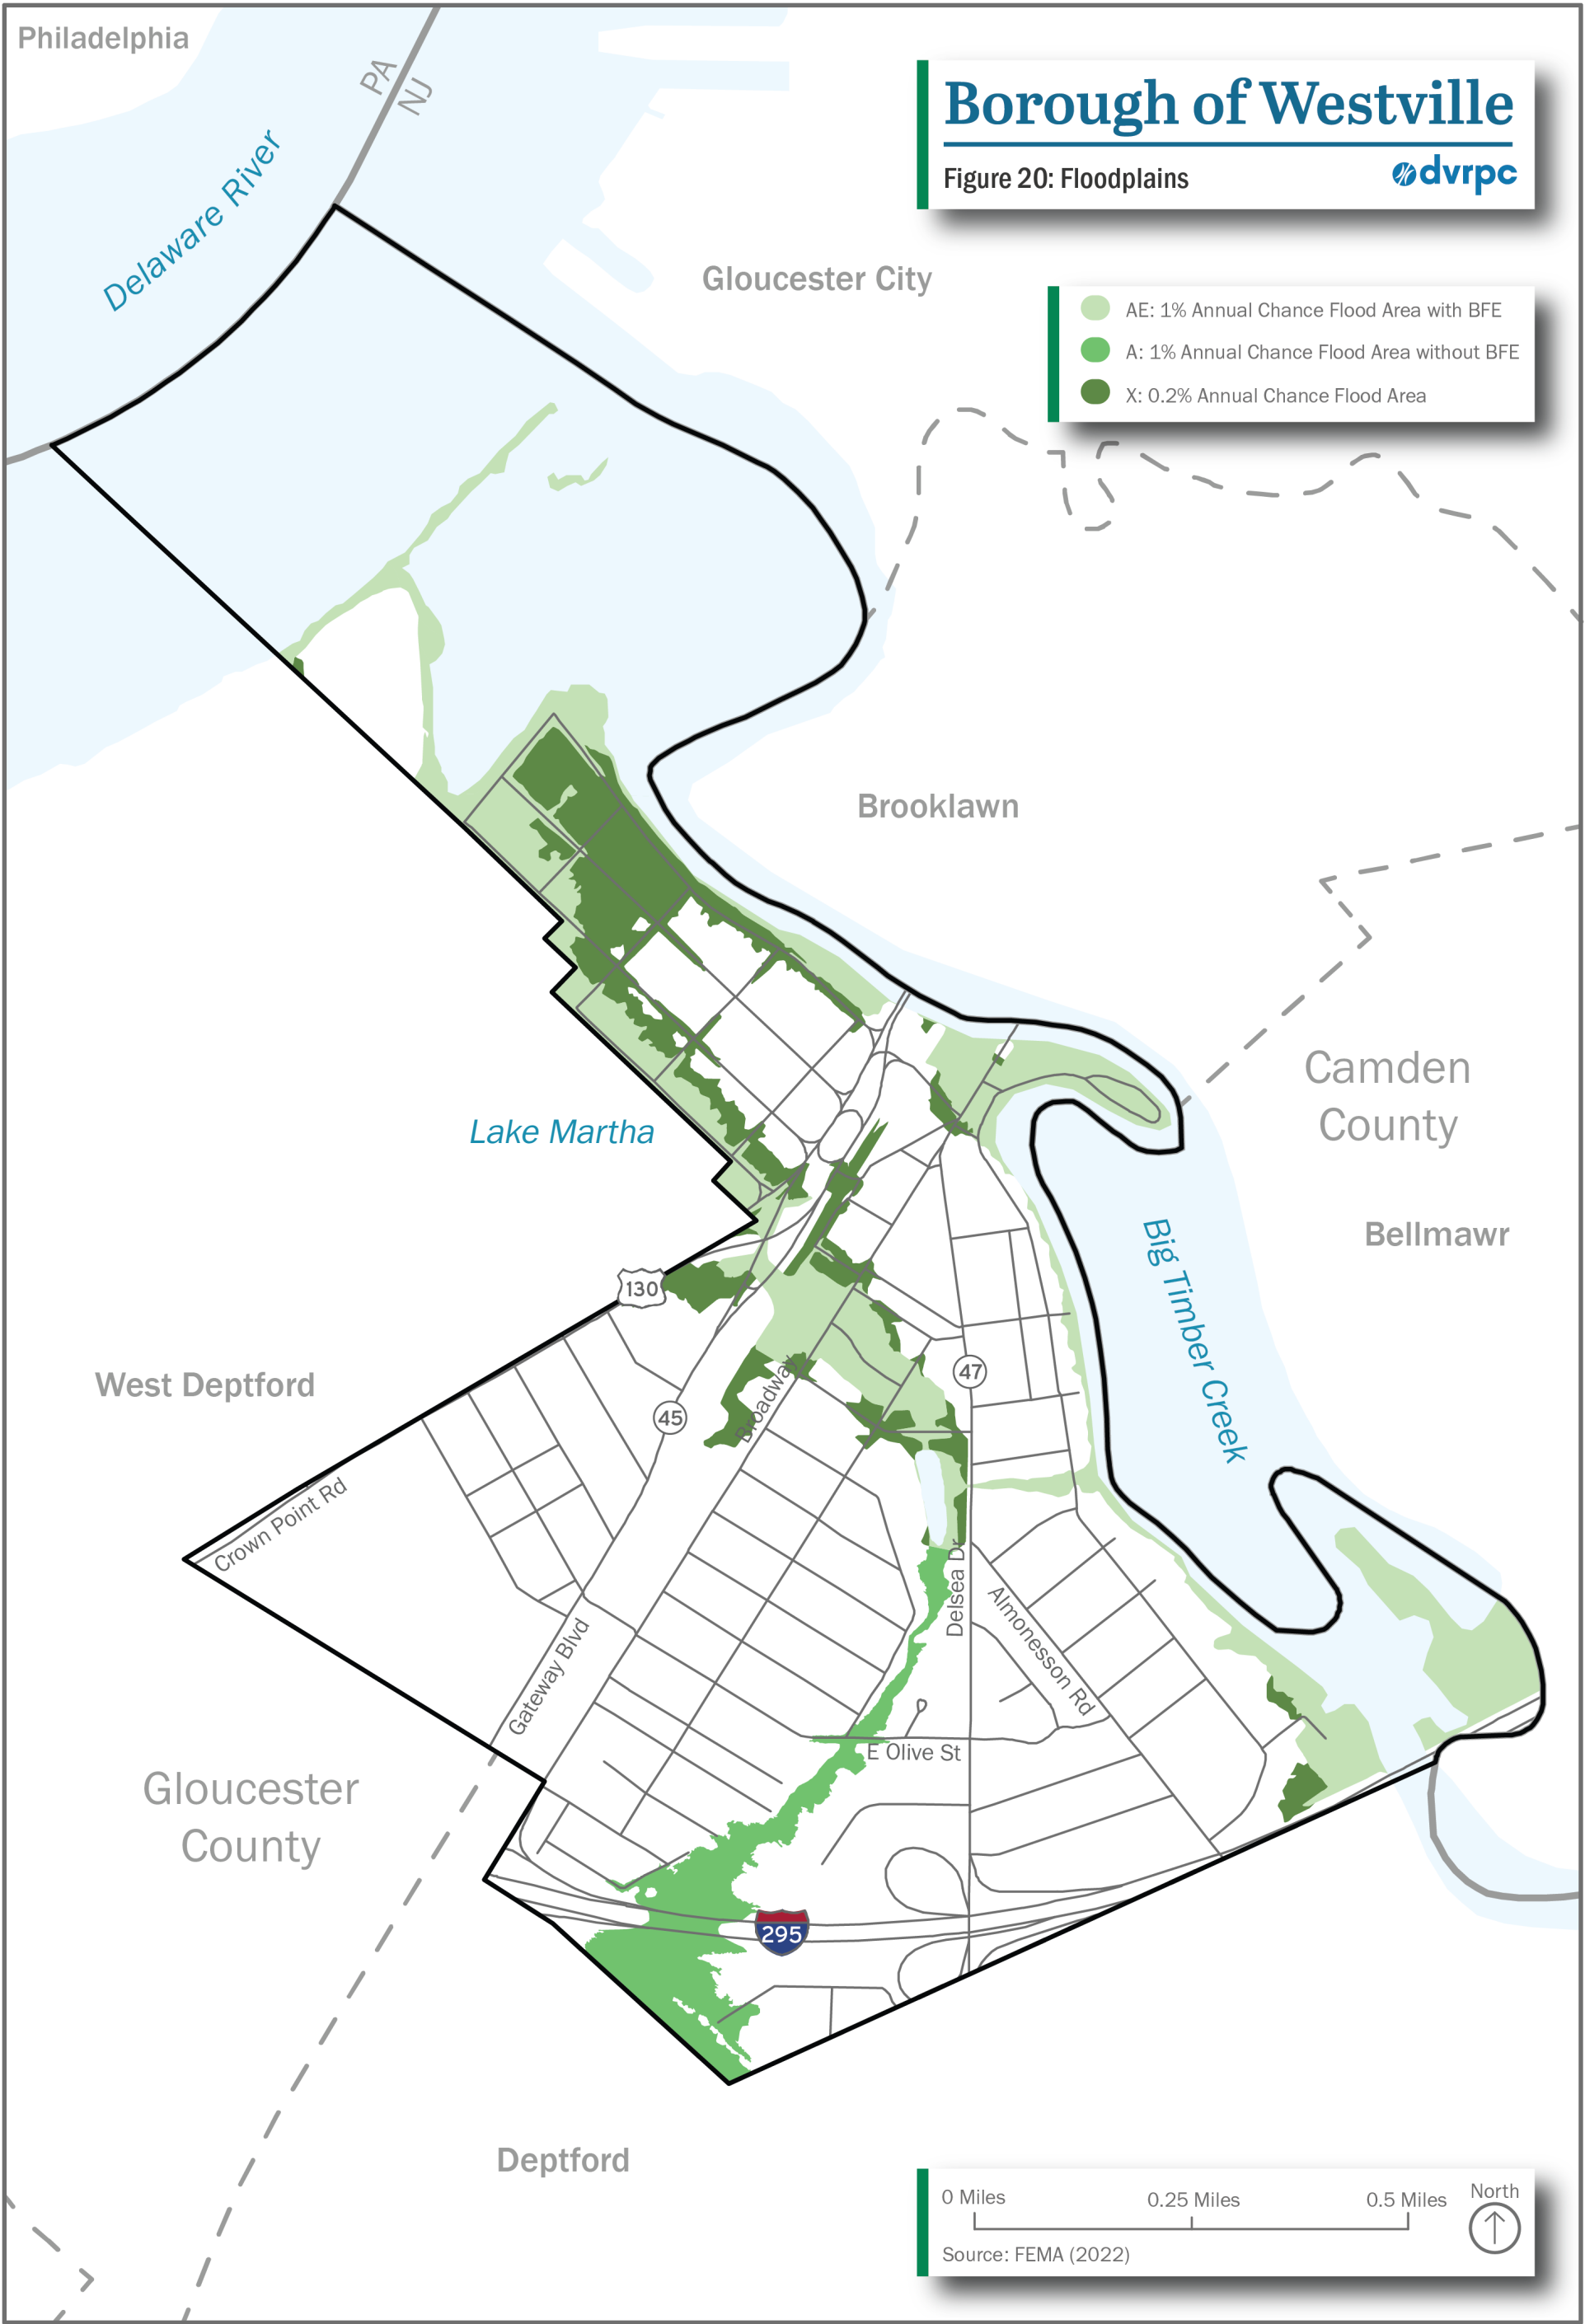 Philadelphia
PA
NJ
Borough of Westville
Figure 20: Floodplains
dvrpc
Delaware River
Gloucester City
AE: 1% Annual Chance Flood Area with BFE
A: 1% Annual Chance Flood Area without BFE
X: 0.2% Annual Chance Flood Area
Brooklawn
Camden
County
Lake Martha
Bellmawr
Big Timber Creek
130
West Deptford
47
45
Broadway
Crown Point Rd
Delsea Dr
Almonesson Rd
Gateway Blvd
E Olive St
Gloucester
County
295
Deptford
0 Miles
0.25 Miles
0.5 Miles
North
Source: FEMA (2022)